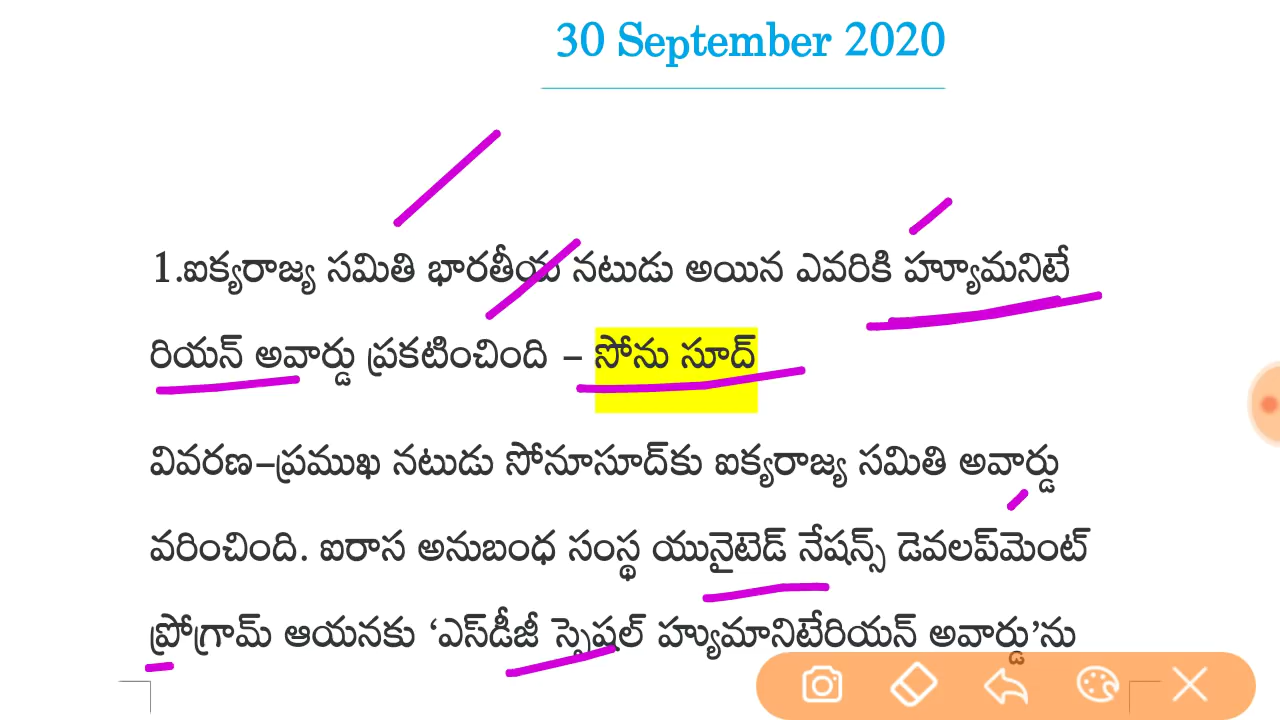 30 September 2020
1.ఐక్యరాజ్య సమితి భారతీయ నటుడు అయిన ఎవరికి హ్యూమనిటే
రియన్ అవార్డు ప్రకటించింది – సోను సూద్
వివరణ–ప్రముఖ నటుడు సోనూసూద్‌కు ఐక్యరాజ్య సమితి అవార్డు
వరించింది. ఐరాస అనుబంధ సంస్థ యునైటెడ్ నేషన్స్ డెవలప్‌మెంట్
ప్రోగ్రామ్ ఆయనకు ‘ఎస్‌డీజీ స్పెషల్ హ్యుమానిటేరియన్ అవార్డు’ను